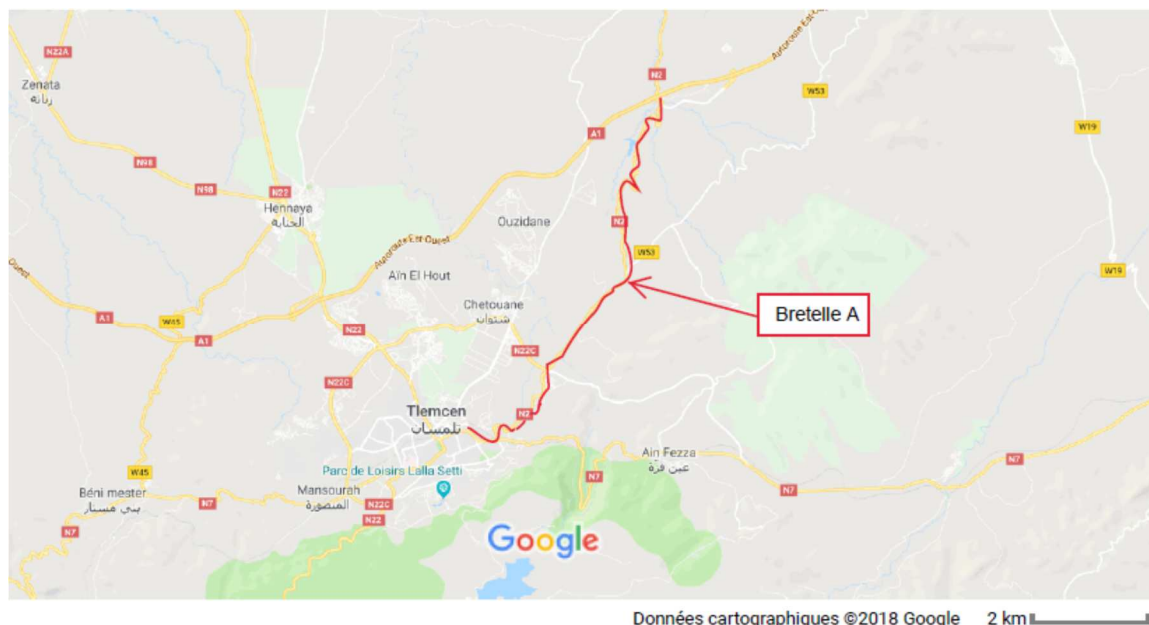 N22A
Zenata
زناتة
N98
N98
N22
Hennaya
الحناية
N2
Autoroute Est-Ouest
W53
W19
A1
Ouzidane
Autoroute Est-Ouest
N2
W53
W19
Ouest
Aïn El Hout
Chetouane
شتوان
Bretelle A
A1
W45
A1
N22
N22C
N22C
Tlemcen
تلمسان
N2
Ain Fezza
عين فزة
N7
N7
N7
Parc de Loisirs Lalla Setti
W45
Béni mester
بني مستار
N7
Mansourah
المنصورة
N22C
N22
N7
Google
Données cartographiques ©2018 Google 2 km